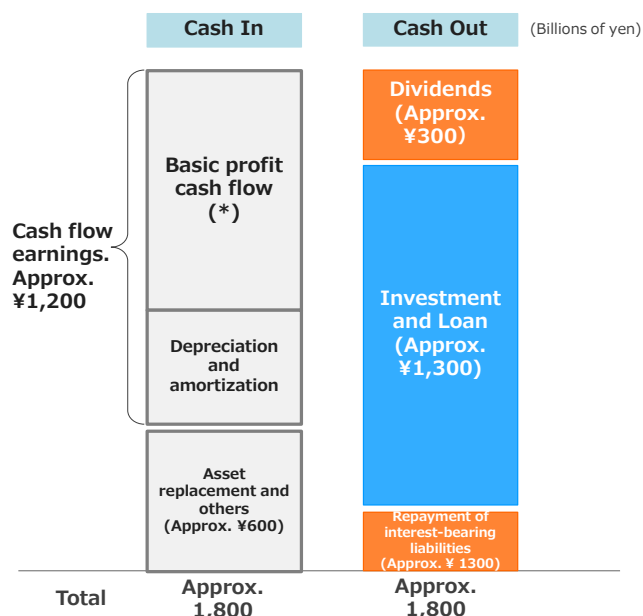 Cash In
Cash Out
(Billions of yen)
Cash flow
earnings.
Approx.
¥1,200
Basic profit
cash flow
(*)
Depreciation
and
amortization
Asset
replacement and
others
(Approx. ¥600)
Dividends
(Approx.
¥300)
Investment
and Loan
(Approx.
¥1,300)
Repayment of
interest-bearing
liabilities
(Approx. ¥ 1300)
Total
Approx.
1,800
Approx.
1,800